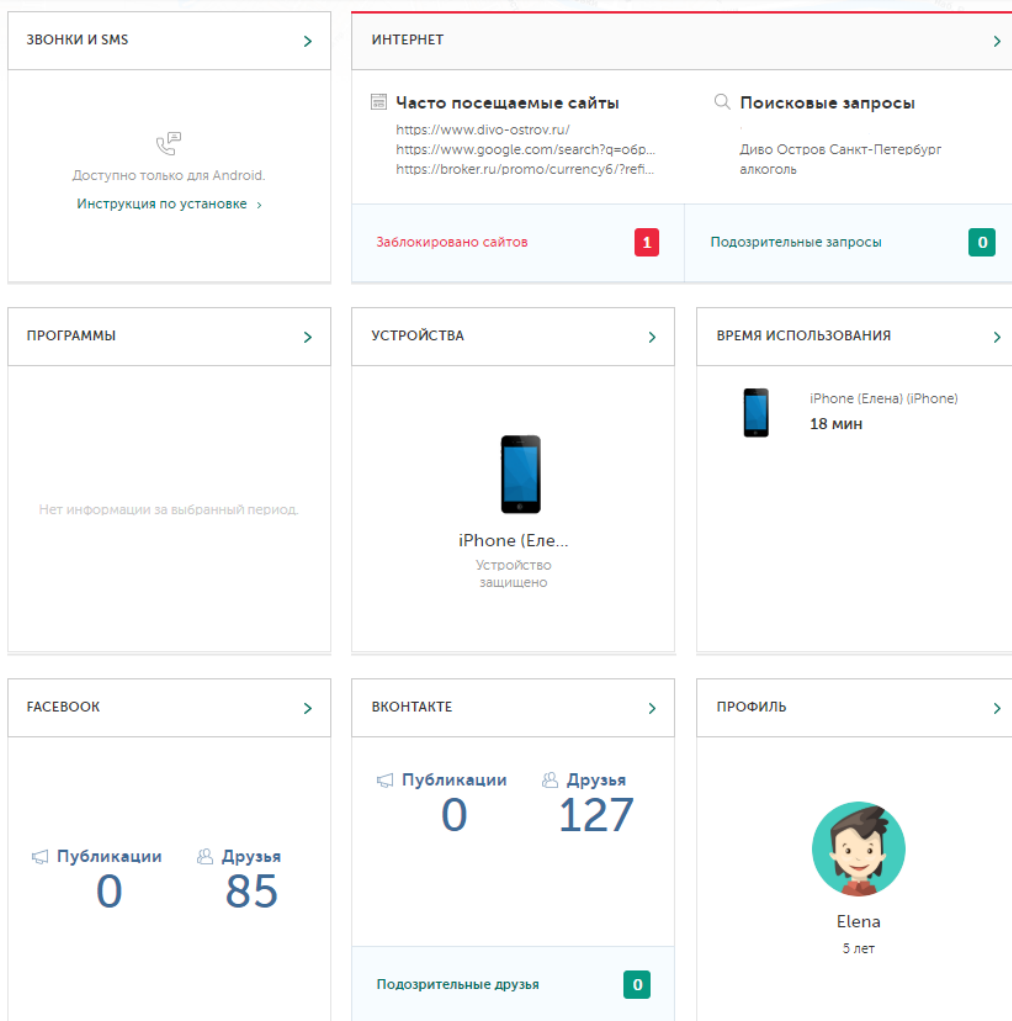 ЗВОНКИ И SMS
Доступно только для Android.
Инструкция по установке
ИНТЕРНЕТ
Часто посещаемые сайты
https://www.divo-ostrov.ru/
https://www.google.com/search?q=обр...
https://broker.ru/promo/currency6/?refi...
Поисковые запросы
Диво Остров Санкт-Петербург
алкоголь
Заблокировано сайтов 1
Подозрительные запросы 0
ПРОГРАММЫ
Нет информации за выбранный период.
УСТРОЙСТВА
iPhone (Еле...
Устройство
защищено
ВРЕМЯ ИСПОЛЬЗОВАНИЯ
iPhone (Елена) (iPhone)
18 мин
FACEBOOK
Публикации Друзья
0 85
ВКОНТАКТЕ
Публикации Друзья
0 127
Подозрительные друзья 0
ПРОФИЛЬ
Elena
5 лет